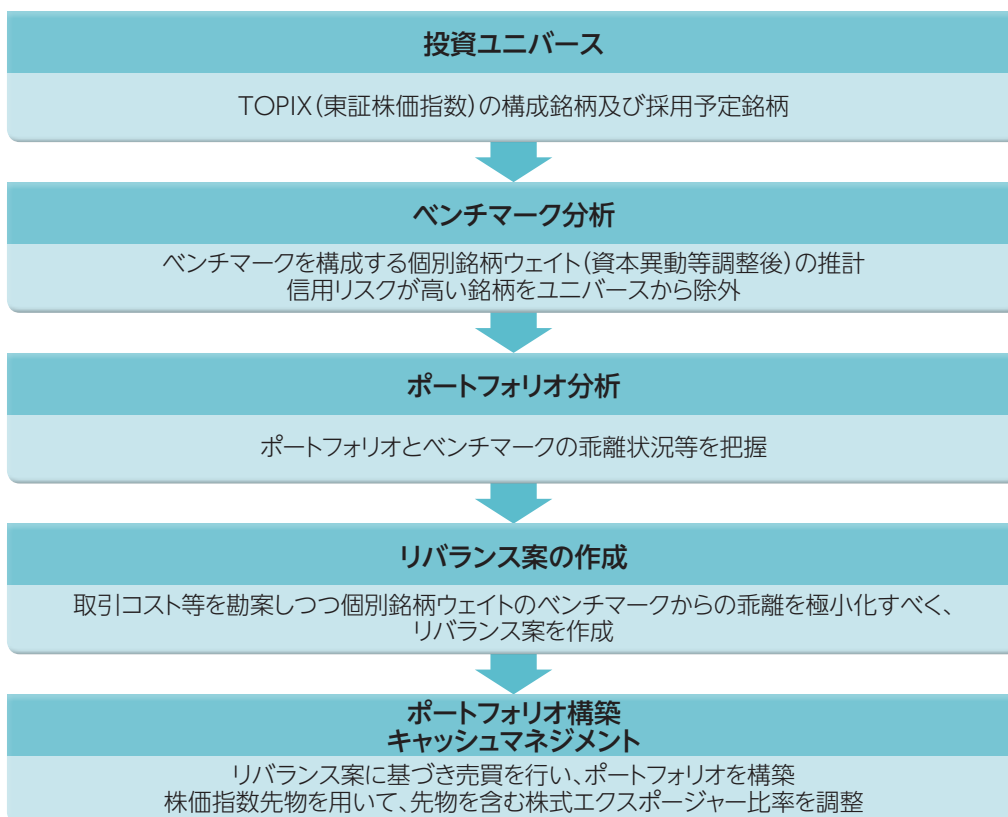 投資ユニバース
TOPIX(東証株価指数)の構成銘柄及び採用予定銘柄
ベンチマーク分析
ベンチマークを構成する個別銘柄ウェイト(資本異動等調整後)の推計
信用リスクが高い銘柄をユニバースから除外
ポートフォリオ分析
ポートフォリオとベンチマークの乖離状況等を把握
リバランス案の作成
取引コスト等を勘案しつつ個別銘柄ウェイトのベンチマークからの乖離を極小化すべく、
リバランス案を作成
ポートフォリオ構築
キャッシュマネジメント
リバランス案に基づき売買を行い、ポートフォリオを構築
株価指数先物を用いて、先物を含む株式エクスポージャー比率を調整